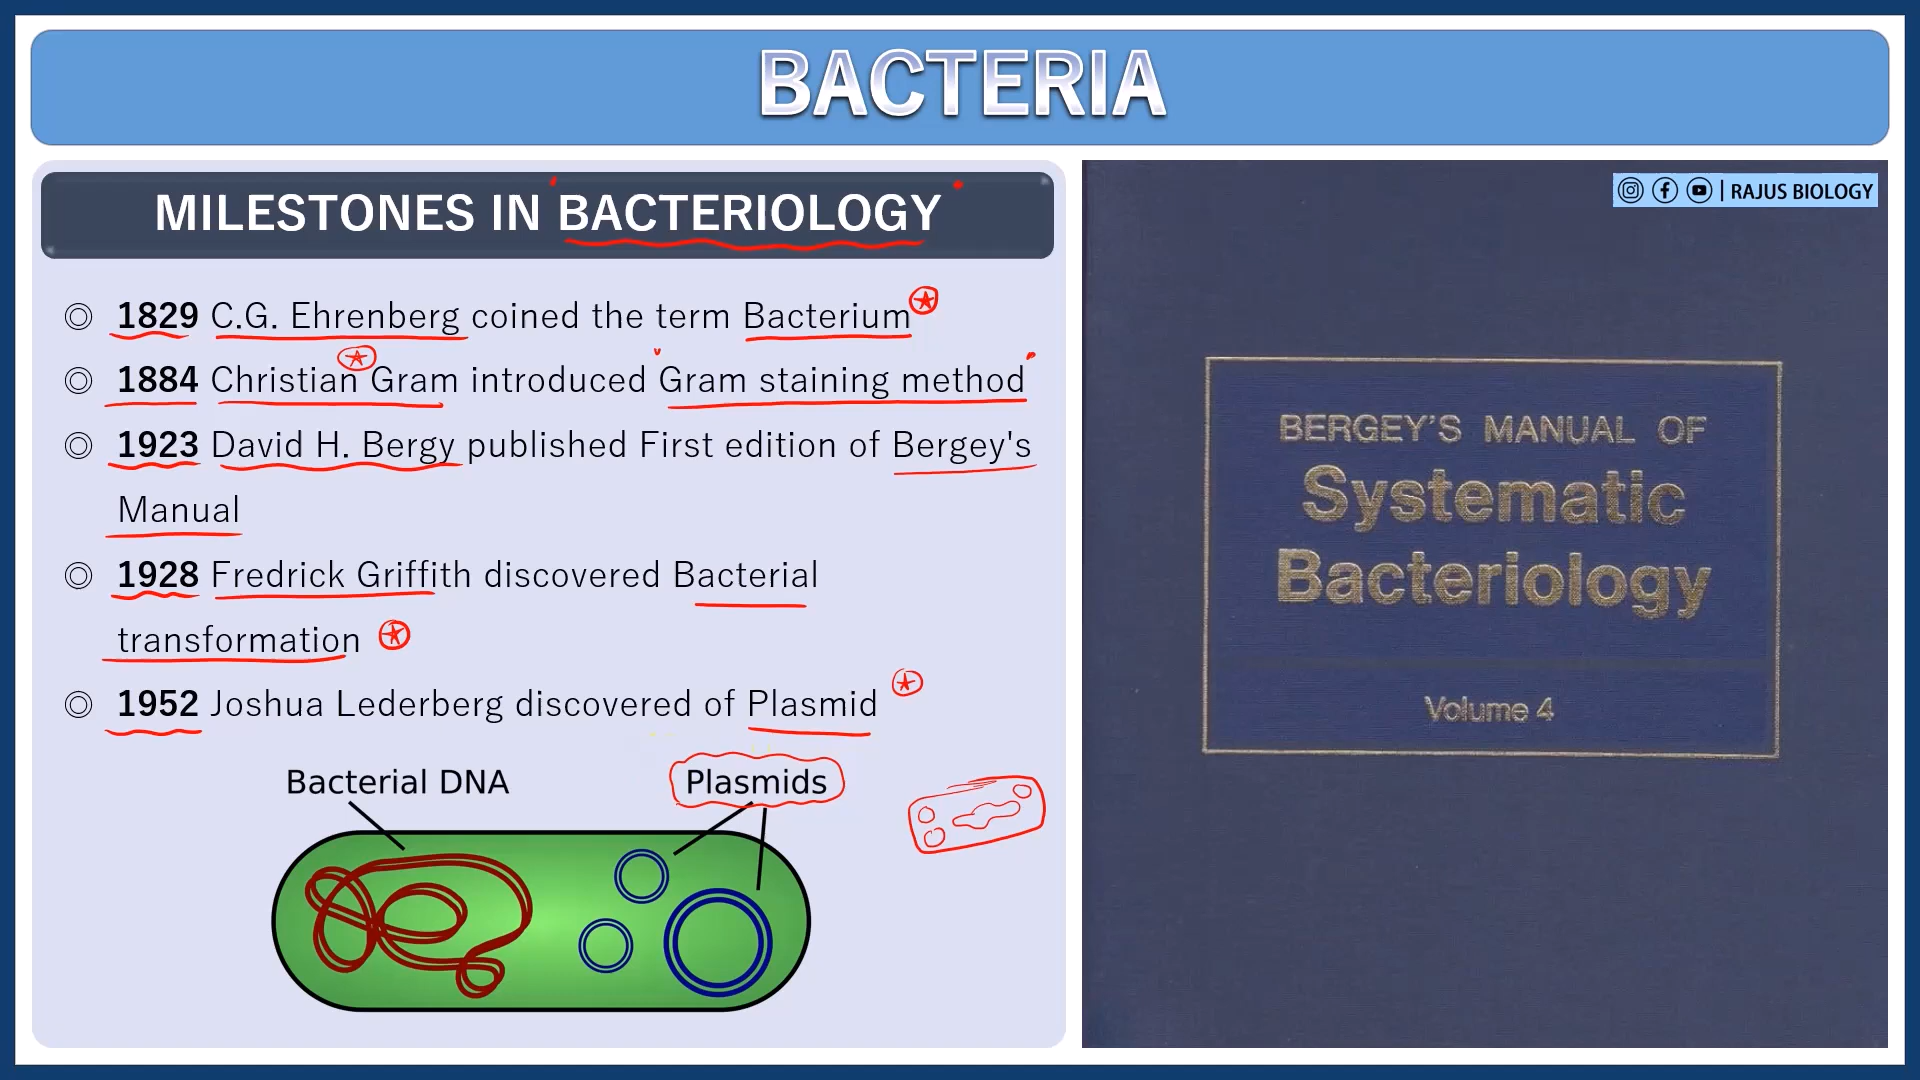 BACTERIA
MILESTONES IN BACTERIOLOGY
1829 C.G. Ehrenberg coined the term Bacterium
1884 Christian Gram introduced Gram staining method
1923 David H. Bergy published First edition of Bergey's
Manual
1928 Fredrick Griffith discovered Bacterial
transformation
1952 Joshua Lederberg discovered of Plasmid
Bacterial DNA
Plasmids
| RAJUS BIOLOGY
BERGEY'S MANUAL OF
Systematic
Bacteriology
Volume 4